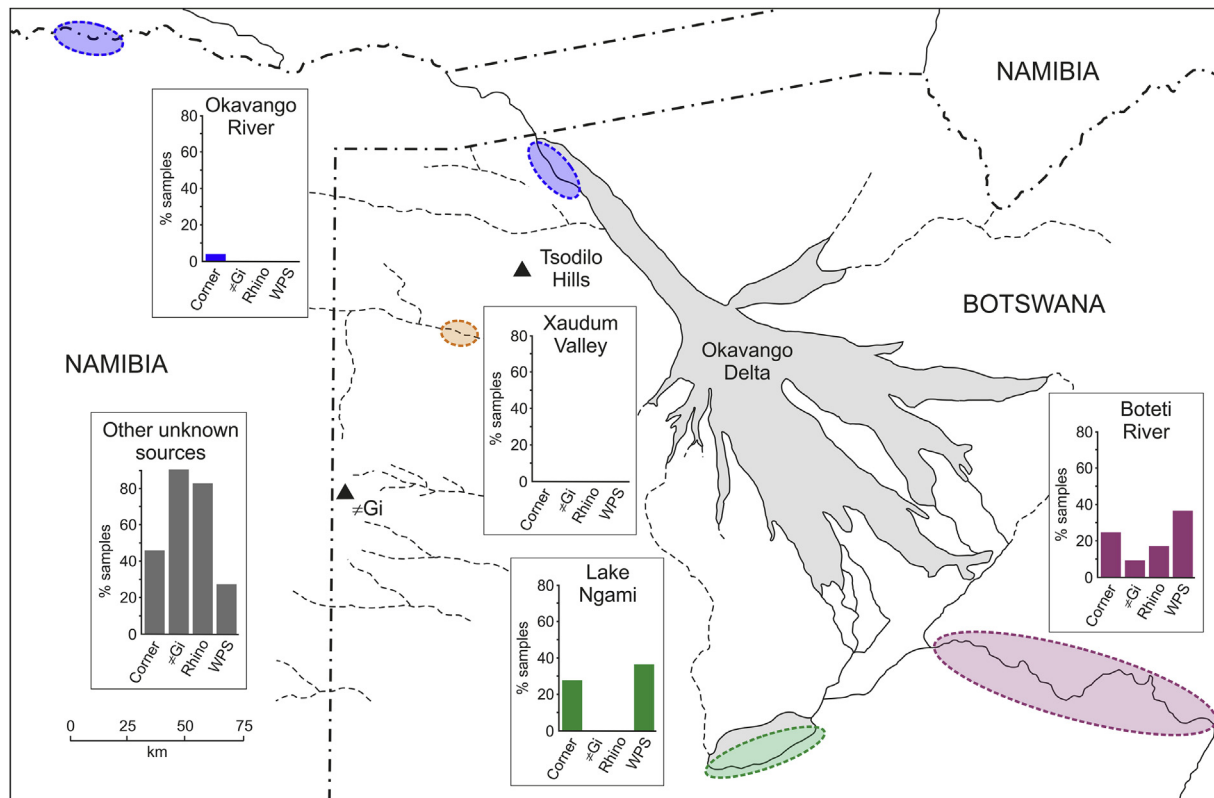 NAMIBIA
Okavango
River
80
60
40
20
0
% samples
Corner
≠Gi
Rhino
WPS
Tsodilo
Hills
BOTSWANA
NAMIBIA
Xaudum
Valley
80
60
40
20
0
% samples
Corner
≠Gi
Rhino
WPS
Okavango
Delta
Other unknown
sources
80
60
40
20
0
% samples
Corner
≠Gi
Rhino
WPS
≠Gi
Boteti
River
80
60
40
20
0
% samples
Corner
≠Gi
Rhino
WPS
Lake
Ngami
80
60
40
20
0
% samples
Corner
≠Gi
Rhino
WPS
0 25 50 75
km